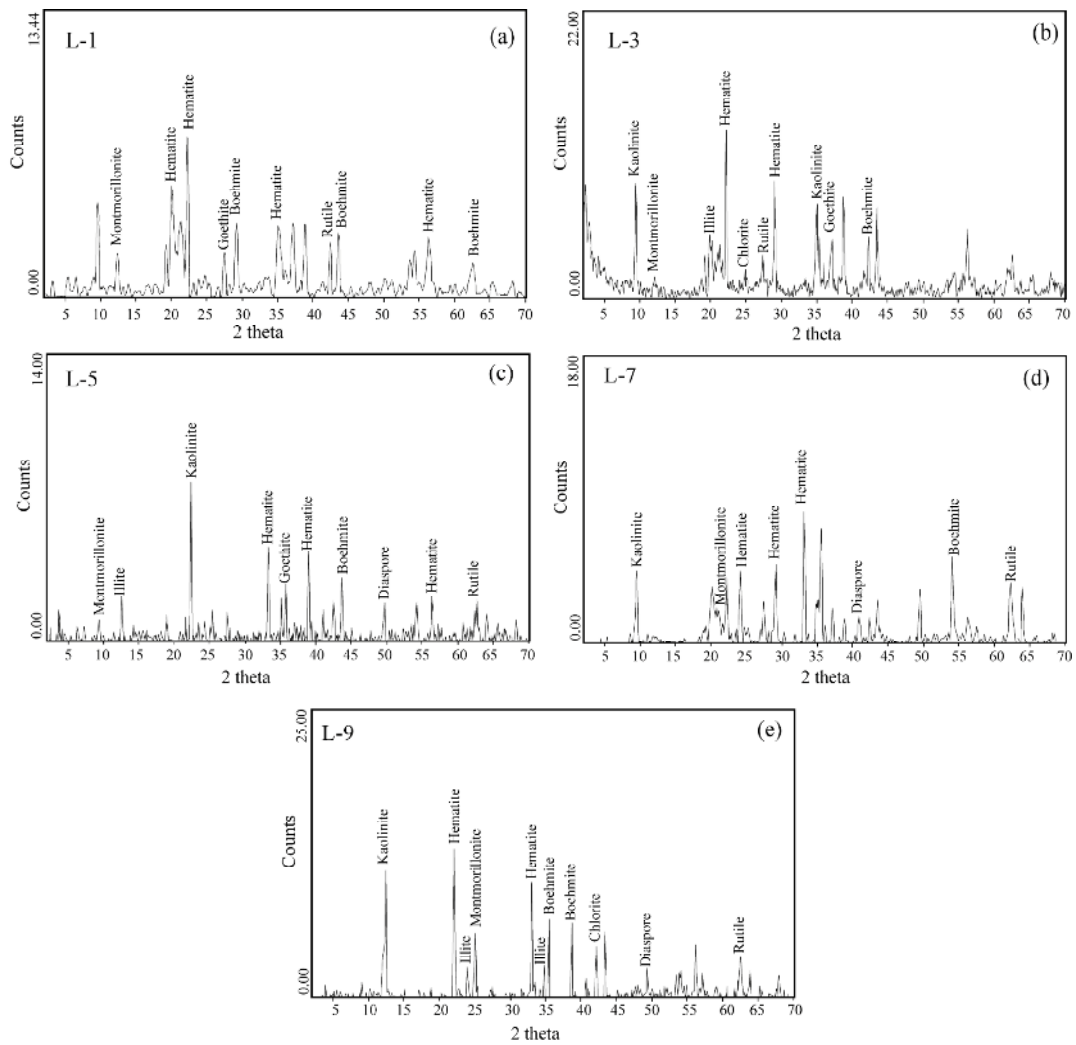 13.44
L-1
(a)
Counts
Montmorillonite
Hematite
Hematite
Goethite
Boehmite
Hematite
Rutile
Boehmite
Hematite
Boehmite
0.00
5 10 15 20 25 30 35 40 45 50 55 60 65 70
2 theta
22.00
L-3
(b)
Counts
Kaolinite
Montmorillonite
Illite
Hematite
Chlorite
Rutile
Hematite
Kaolinite
Goethite
Boehmite
0.00
5 10 15 20 25 30 35 40 45 50 55 60 65 70
2 theta
14.00
L-5
(c)
Counts
Montmorillonite
Illite
Kaolinite
Hematite
Goethite
Hematite
Boehmite
Diaspore
Hematite
Rutile
0.00
5 10 15 20 25 30 35 40 45 50 55 60 65 70
2 theta
18.00
L-7
(d)
Counts
Kaolinite
Montmorillonite
Hematite
Hematite
Hematite
Diaspore
Boehmite
Rutile
0.00
5 10 15 20 25 30 35 40 45 50 55 60 65 70
2 theta
25.00
L-9
(e)
Counts
Kaolinite
Hematite
Illite
Montmorillonite
Hematite
Illite
Boehmite
Boehmite
Chlorite
Diaspore
Rutile
0.00
5 10 15 20 25 30 35 40 45 50 55 60 65 70
2 theta